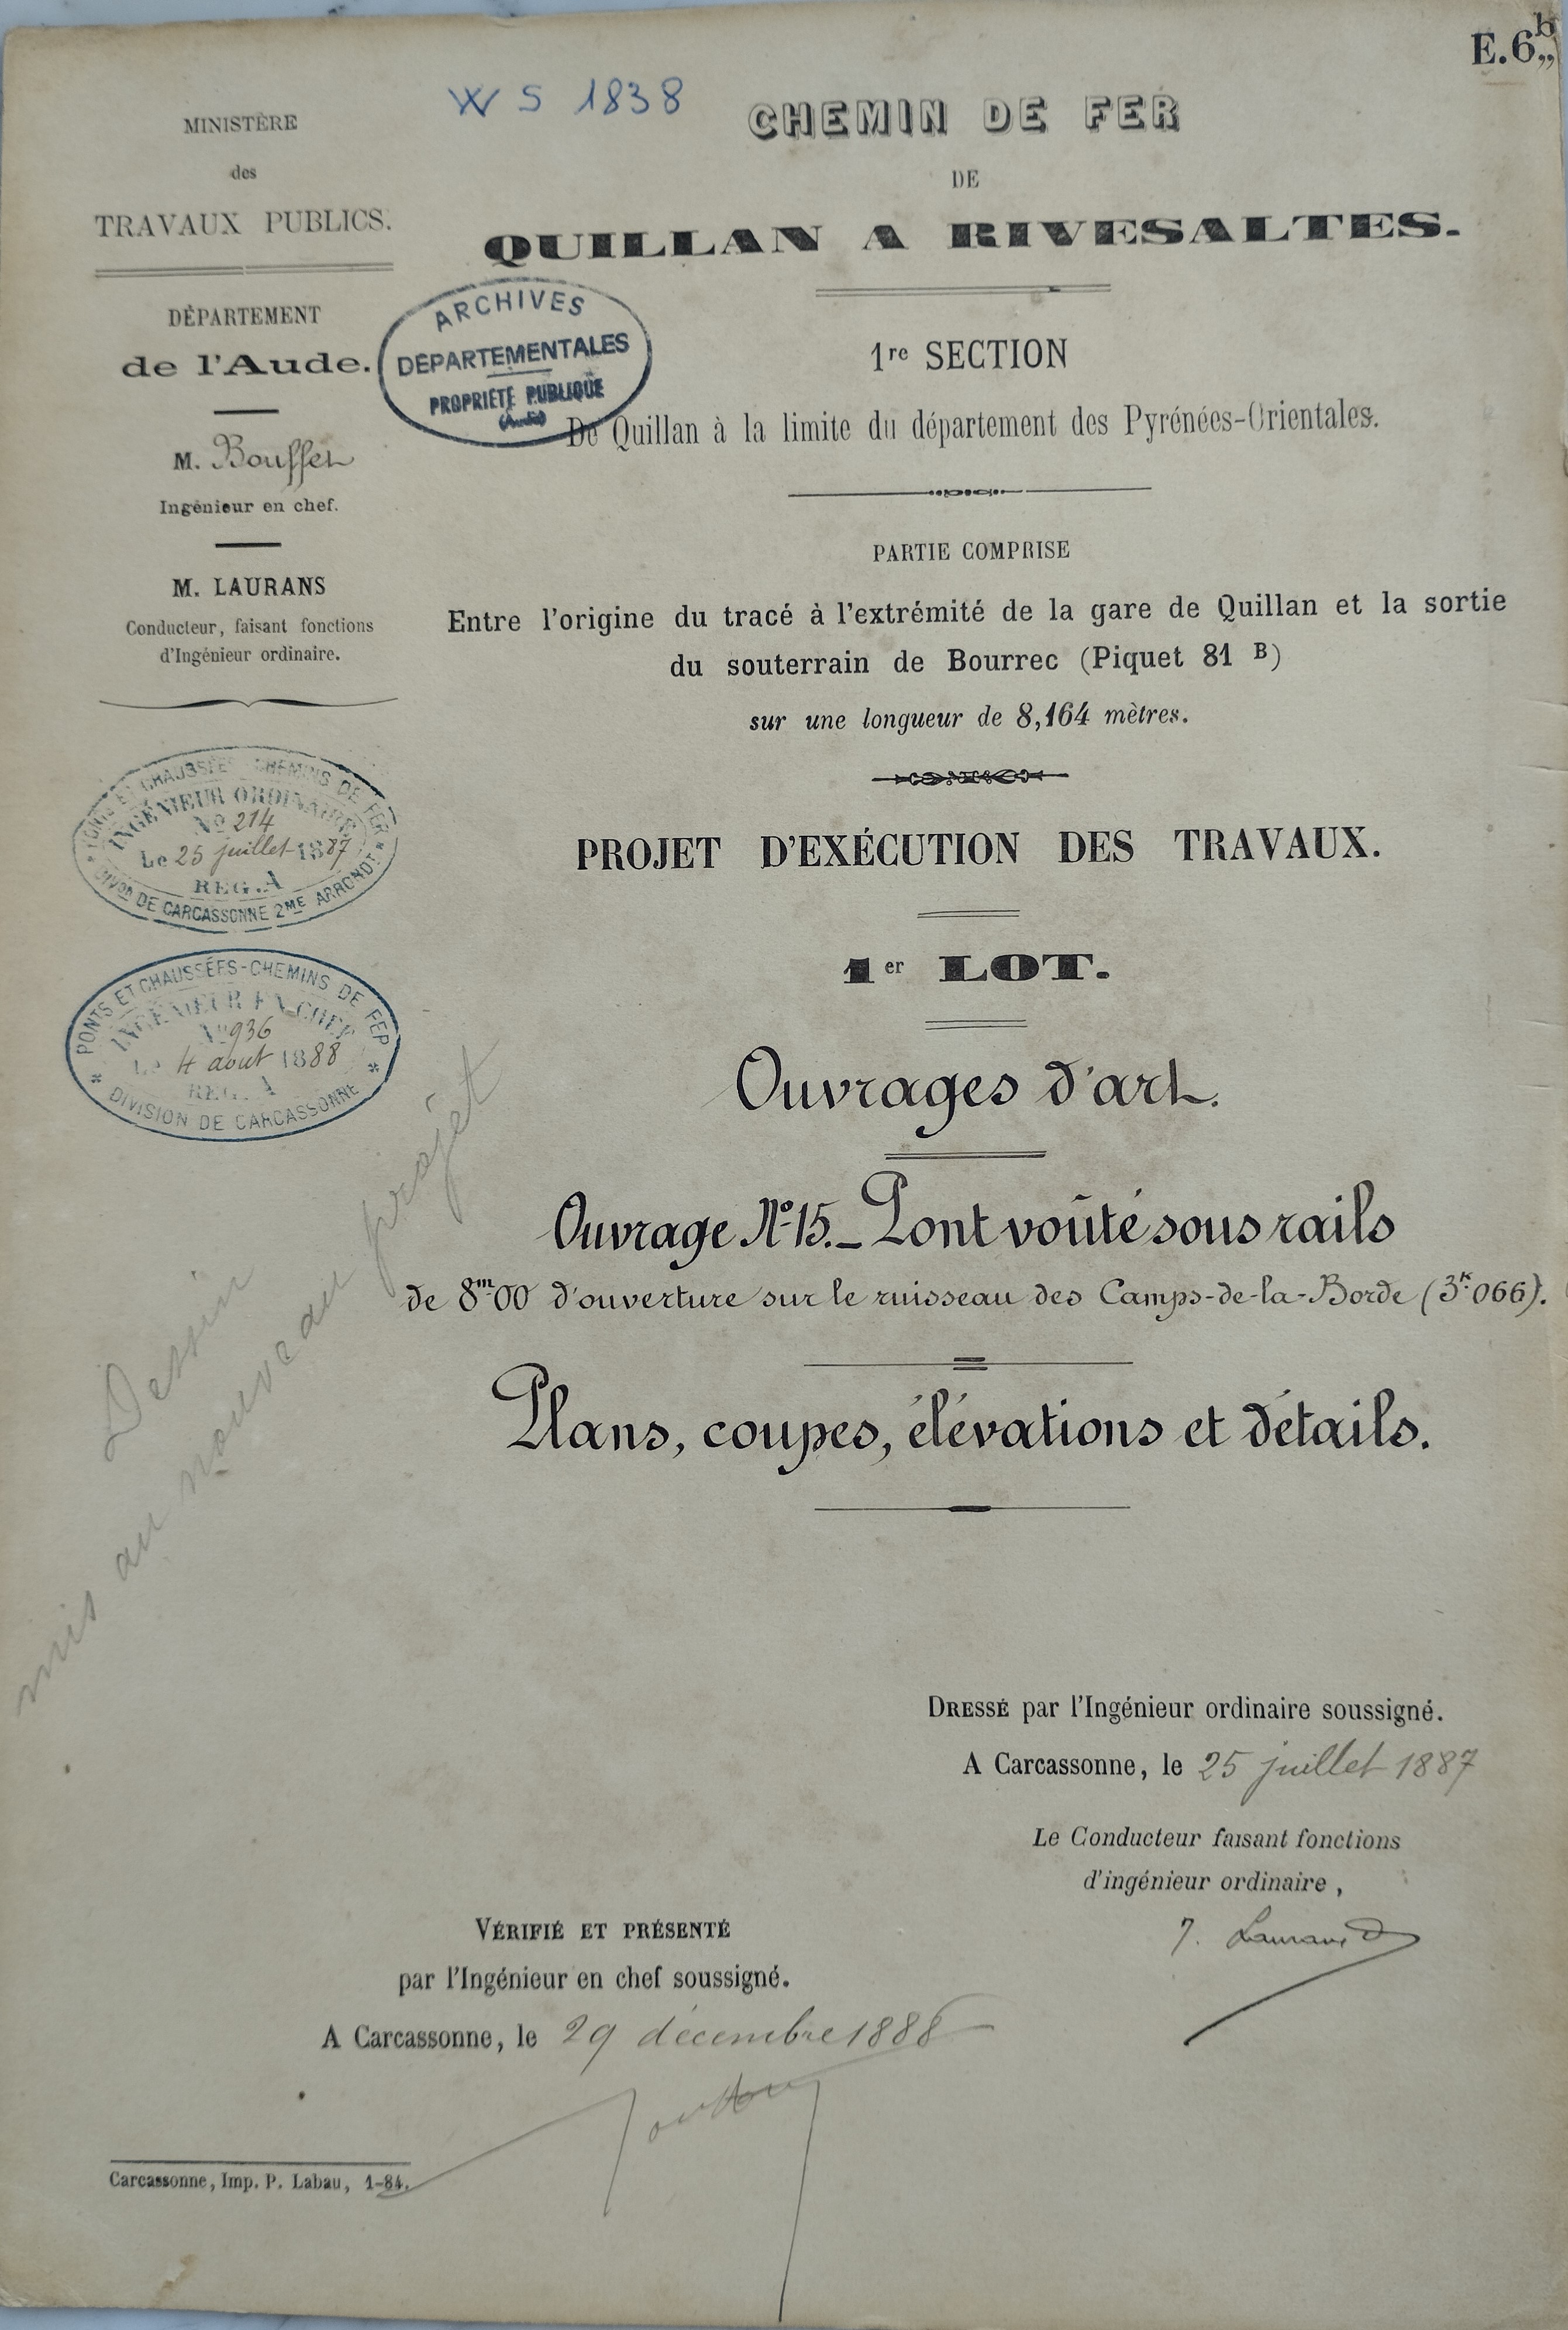 E.6 b
W S 1838
MINISTÈRE
des
TRAVAUX PUBLICS.
DÉPARTEMENT
de l'Aude.
M. Bouffet
Ingénieur en chef.
M. LAURANS
Conducteur, faisant fonctions
d'Ingénieur ordinaire.
PONTS ET CHAUSSÉES-CHEMINS DE FER
INGÉNIEUR ORDINAIRE
No 214
Le 25 juillet 1887
REG. A
DIVon DE CARCASSONNE 2ME ARRONDT.
PONTS ET CHAUSSÉES-CHEMINS DE FER
INGÉNIEUR EN CHEF
No 936
Le 4 aout 1888
REG. A
DIVISION DE CARCASSONNE
Dessin
mis au nouveau projet
CHEMIN DE FER
DE
QUILLAN A RIVESALTES.
ARCHIVES
DÉPARTEMENTALES
PROPRIÉTÉ PUBLIQUE
(Aude)
1re SECTION
De Quillan à la limite du département des Pyrénées-Orientales.
PARTIE COMPRISE
Entre l'origine du tracé à l'extrémité de la gare de Quillan et la sortie
du souterrain de Bourrec (Piquet 81 B)
sur une longueur de 8,164 mètres.
PROJET D'EXÉCUTION DES TRAVAUX.
1er LOT.
Ouvrages d'art.
Ouvrage No 15._ Pont voûté sous rails
de 8m00 d'ouverture sur le ruisseau des Camps-de-la-Borde (3k066).
Plans, coupes, élévations et détails.
DRESSÉ par l'Ingénieur ordinaire soussigné.
A Carcassonne, le 25 juillet 1887
Le Conducteur faisant fonctions
d'ingénieur ordinaire,
J. Laurans
VÉRIFIÉ ET PRÉSENTÉ
par l'Ingénieur en chef soussigné.
A Carcassonne, le 29 décembre 1888
Carcassonne, Imp. P. Labau, 1-84.